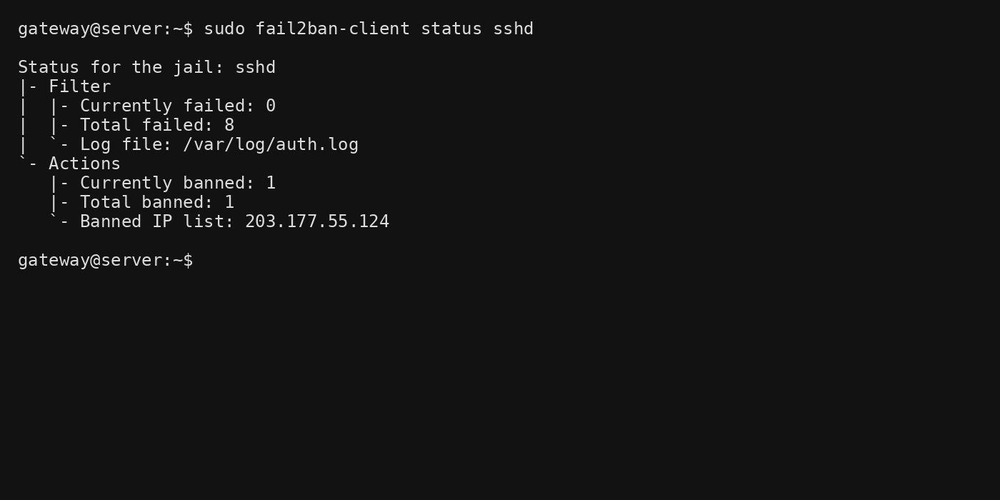 gateway@server:~$ sudo fail2ban-client status sshd
Status for the jail: sshd
|- Filter
|  |- Currently failed: 0
|  |- Total failed: 8
|  `- Log file: /var/log/auth.log
`- Actions
   |- Currently banned: 1
   |- Total banned: 1
   `- Banned IP list: 203.177.55.124
gateway@server:~$